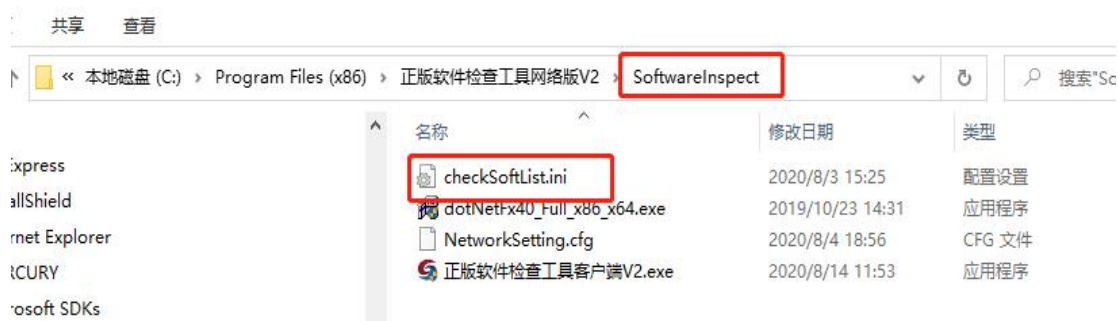 共享 查看
« 本地磁盘 (C:) › Program Files (x86) › 正版软件检查工具网络版V2 › SoftwareInspect 搜索"So
名称 修改日期 类型
Express
allShield
rnet Explorer
RCURY
rosoft SDKs
checkSoftList.ini 2020/8/3 15:25 配置设置
dotNetFx40_Full_x86_x64.exe 2019/10/23 14:31 应用程序
NetworkSetting.cfg 2020/8/4 18:56 CFG 文件
正版软件检查工具客户端V2.exe 2020/8/14 11:53 应用程序